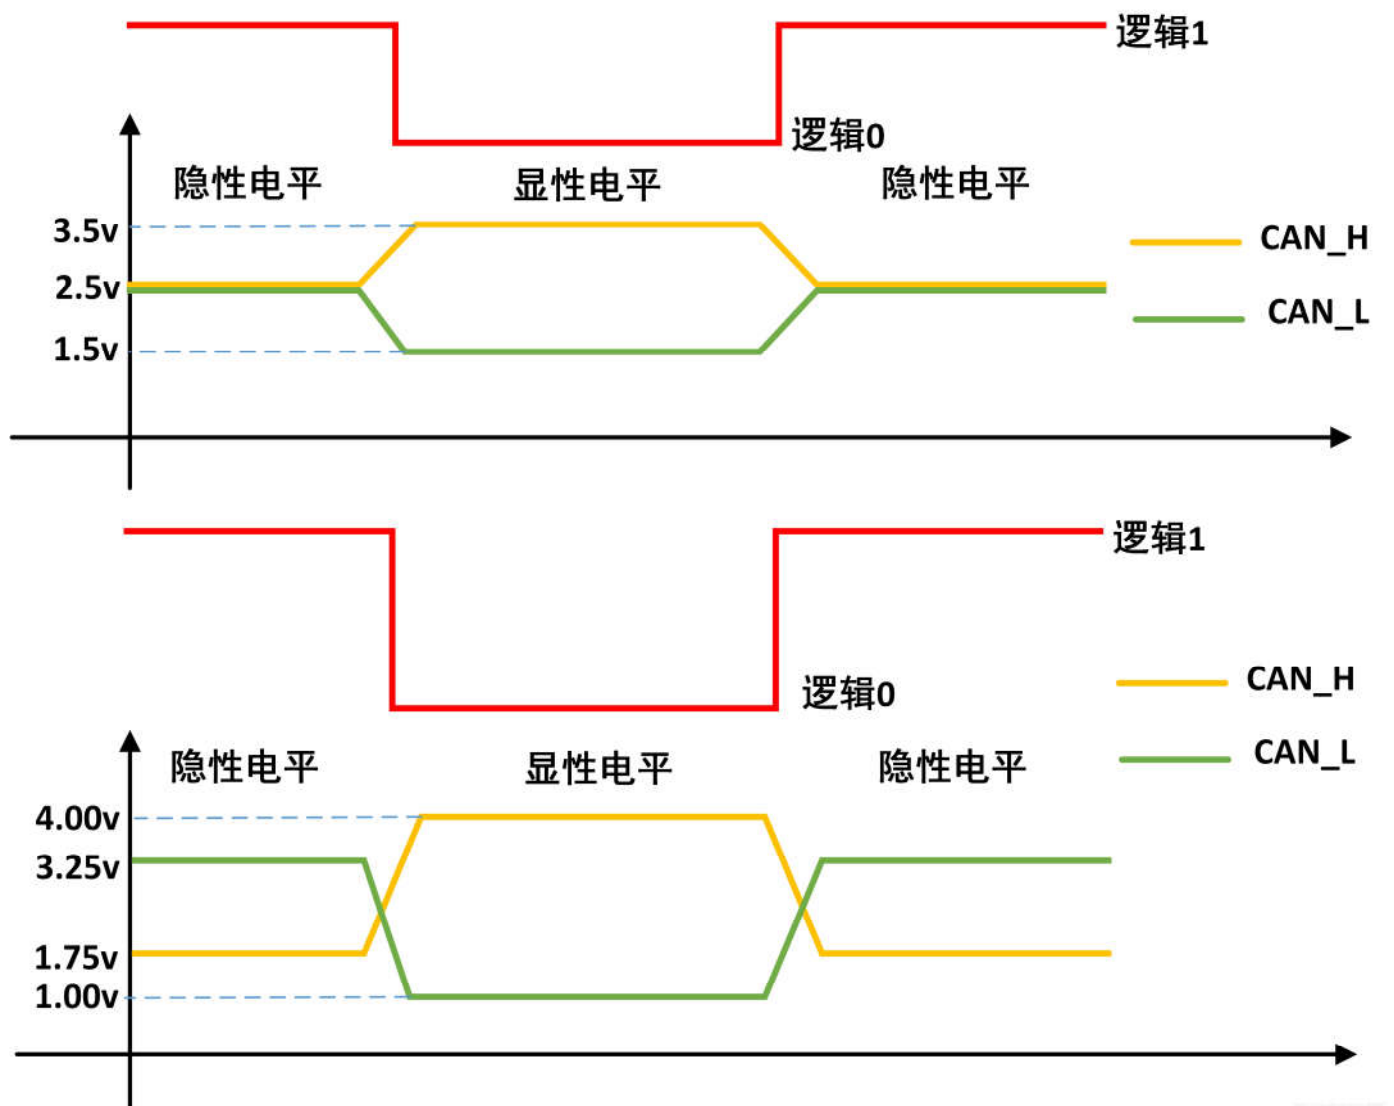 逻辑1
逻辑0
隐性电平
显性电平
隐性电平
3.5v
2.5v
1.5v
CAN_H
CAN_L
逻辑1
逻辑0
CAN_H
CAN_L
隐性电平
显性电平
隐性电平
4.00v
3.25v
1.75v
1.00v